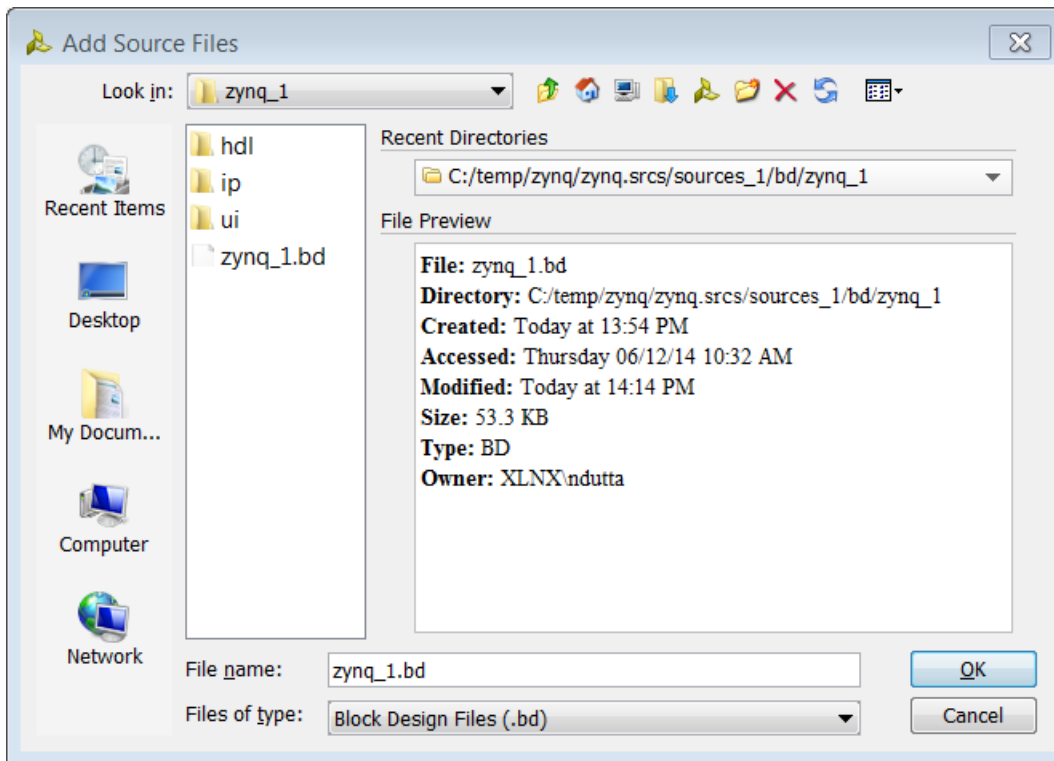 Add Source Files
Look in: zynq_1
Recent Items
Desktop
My Docum...
Computer
Network
hdl
ip
ui
zynq_1.bd
Recent Directories
C:/temp/zynq/zynq.srcs/sources_1/bd/zynq_1
File Preview
File: zynq_1.bd
Directory: C:/temp/zynq/zynq.srcs/sources_1/bd/zynq_1
Created: Today at 13:54 PM
Accessed: Thursday 06/12/14 10:32 AM
Modified: Today at 14:14 PM
Size: 53.3 KB
Type: BD
Owner: XLNX\ndutta
File name: zynq_1.bd
OK
Files of type: Block Design Files (.bd)
Cancel